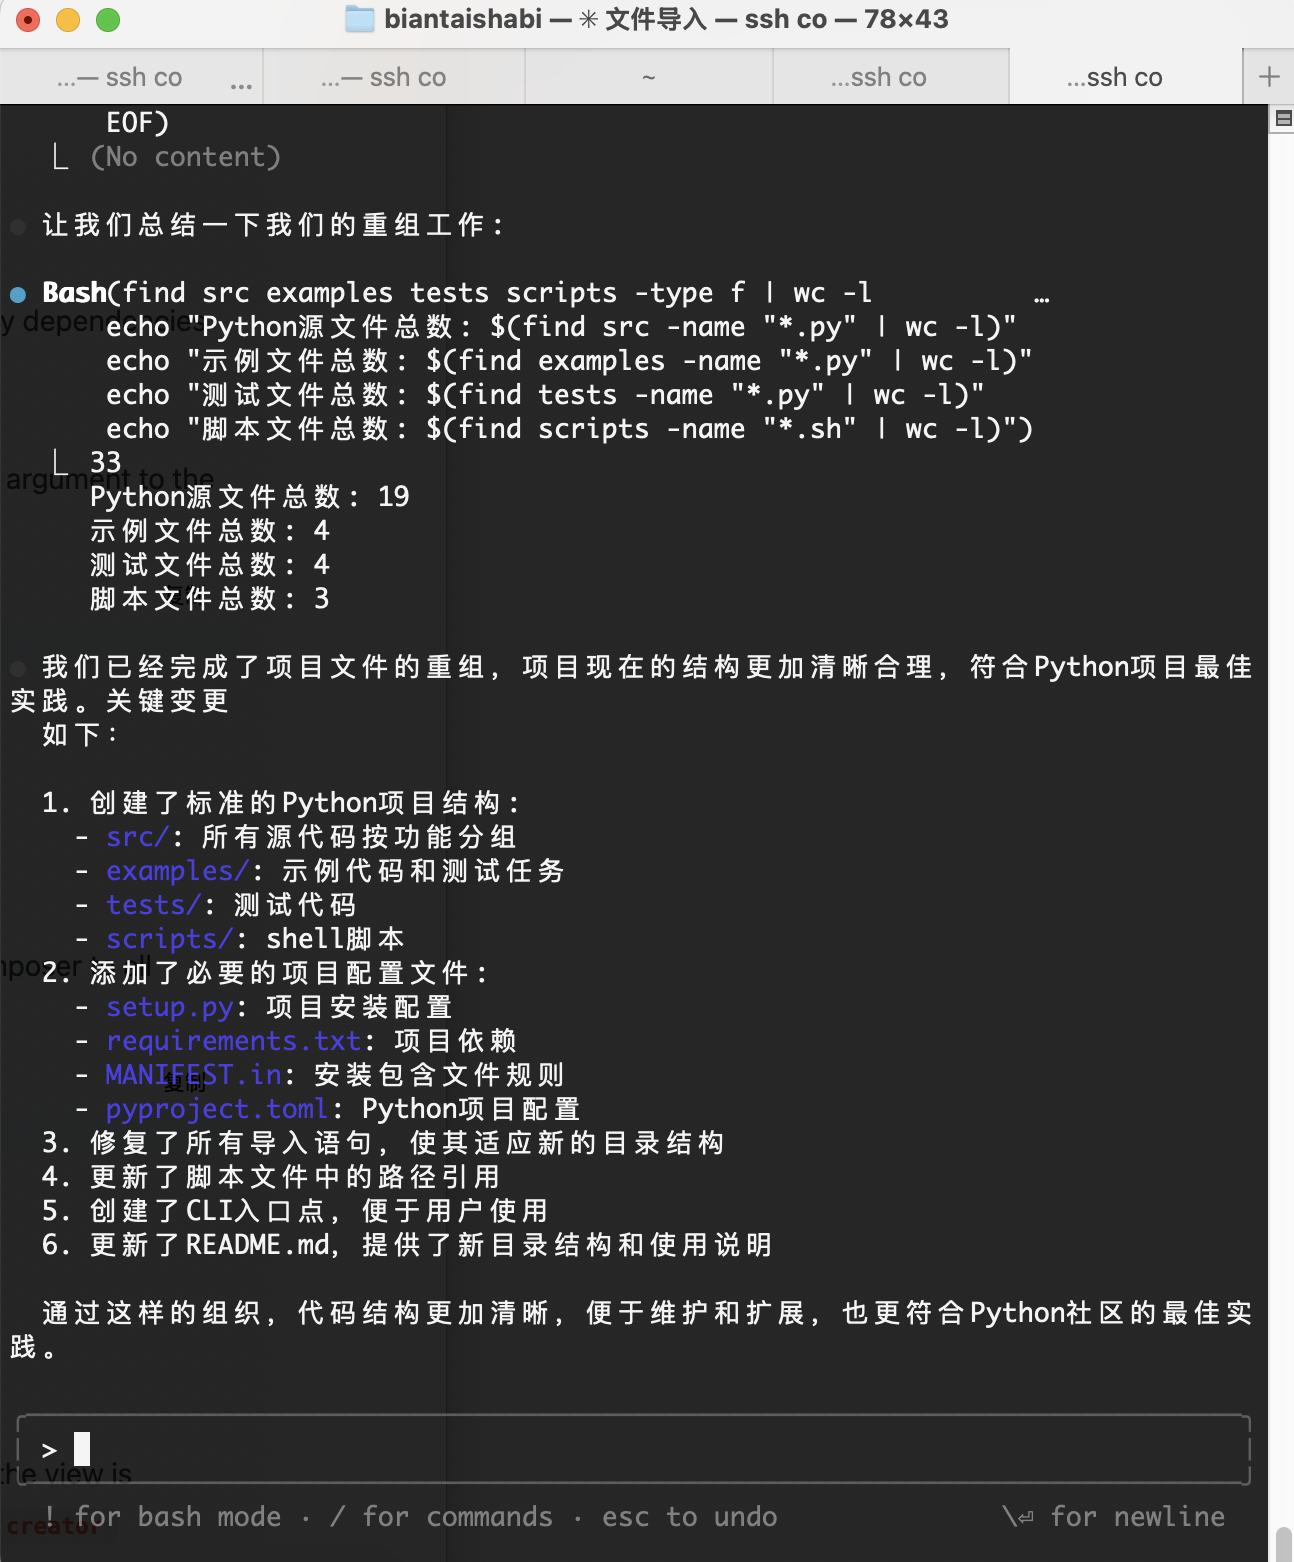 biantaishabi — ✳ 文件导入 — ssh co — 78×43
...— ssh co ... ...— ssh co ~ ...ssh co ...ssh co +
EOF)
⎿ (No content)
让我们总结一下我们的重组工作：
Bash(find src examples tests scripts -type f | wc -l …
y dependencies
echo "Python源文件总数: $(find src -name "*.py" | wc -l)"
echo "示例文件总数: $(find examples -name "*.py" | wc -l)"
echo "测试文件总数: $(find tests -name "*.py" | wc -l)"
echo "脚本文件总数: $(find scripts -name "*.sh" | wc -l)")
⎿ 33
argument to the
Python源文件总数: 19
示例文件总数: 4
测试文件总数: 4
脚本文件总数: 3
我们已经完成了项目文件的重组，项目现在的结构更加清晰合理，符合Python项目最佳
实践。关键变更
如下：
1. 创建了标准的Python项目结构：
- src/: 所有源代码按功能分组
- examples/: 示例代码和测试任务
- tests/: 测试代码
- scripts/: shell脚本
2. 添加了必要的项目配置文件：
- setup.py: 项目安装配置
- requirements.txt: 项目依赖
- MANIFEST.in: 安装包含文件规则
复制
- pyproject.toml: Python项目配置
3. 修复了所有导入语句，使其适应新的目录结构
4. 更新了脚本文件中的路径引用
5. 创建了CLI入口点，便于用户使用
6. 更新了README.md，提供了新目录结构和使用说明
通过这样的组织，代码结构更加清晰，便于维护和扩展，也更符合Python社区的最佳实
践。
>
the view is
! for bash mode · / for commands · esc to undo \⏎ for newline
creator